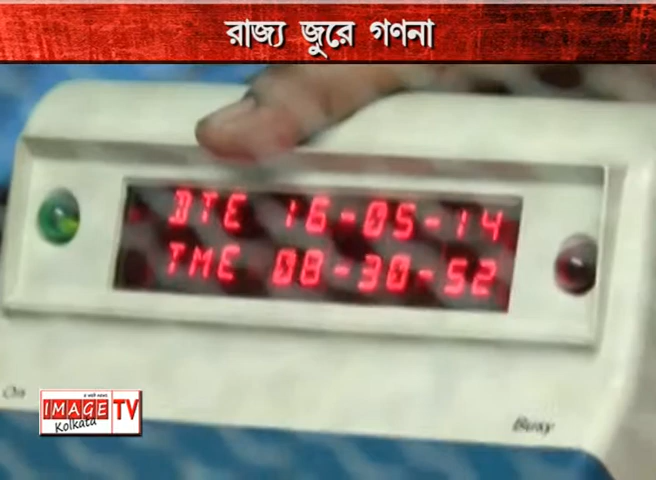 রাজ্য জুরে গণনা
DTE 16-05-14
TME 08-30-52
On
Busy
IMAGE TV
Kolkata